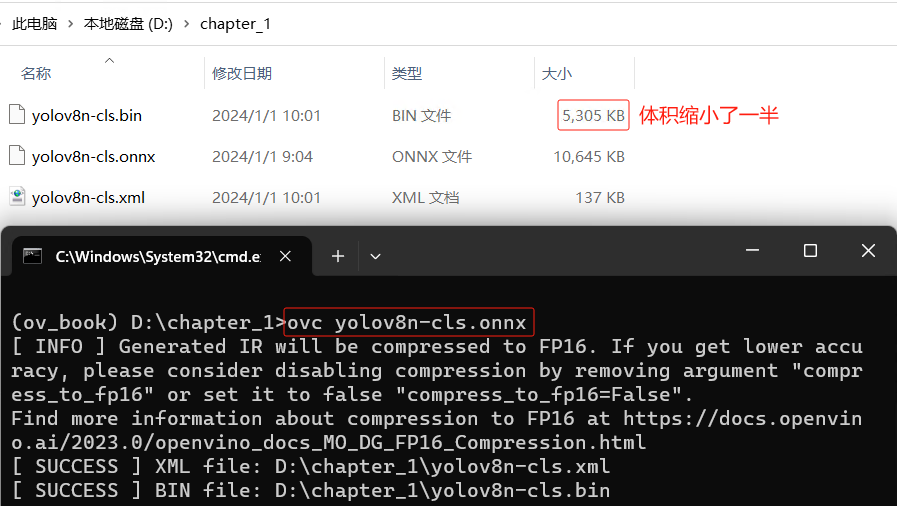 此电脑 > 本地磁盘 (D:) > chapter_1
名称 修改日期 类型 大小
yolov8n-cls.bin 2024/1/1 10:01 BIN 文件 5,305 KB 体积缩小了一半
yolov8n-cls.onnx 2024/1/1 9:04 ONNX 文件 10,645 KB
yolov8n-cls.xml 2024/1/1 10:01 XML 文档 137 KB
C:\Windows\System32\cmd.e
(ov_book) D:\chapter_1>ovc yolov8n-cls.onnx
[ INFO ] Generated IR will be compressed to FP16. If you get lower accu
racy, please consider disabling compression by removing argument "compr
ess_to_fp16" or set it to false "compress_to_fp16=False".
Find more information about compression to FP16 at https://docs.openvin
o.ai/2023.0/openvino_docs_MO_DG_FP16_Compression.html
[ SUCCESS ] XML file: D:\chapter_1\yolov8n-cls.xml
[ SUCCESS ] BIN file: D:\chapter_1\yolov8n-cls.bin